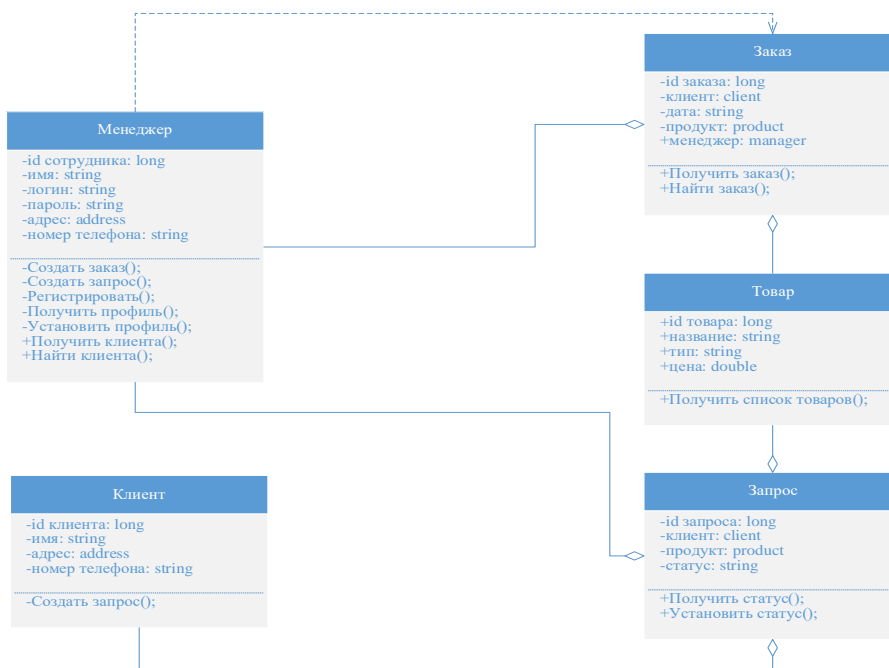 Заказ
-id заказа: long
-клиент: client
-дата: string
-продукт: product
+менеджер: manager
+Получить заказ();
+Найти заказ();
Менеджер
-id сотрудника: long
-имя: string
-логин: string
-пароль: string
-адрес: address
-номер телефона: string
-Создать заказ();
-Создать запрос();
-Регистрировать();
-Получить профиль();
-Установить профиль();
+Получить клиента();
+Найти клиента();
Товар
+id товара: long
+название: string
+тип: string
+цена: double
+Получить список товаров();
Клиент
-id клиента: long
-имя: string
-адрес: address
-номер телефона: string
-Создать запрос();
Запрос
-id запроса: long
-клиент: client
-продукт: product
-статус: string
+Получить статус();
+Установить статус();